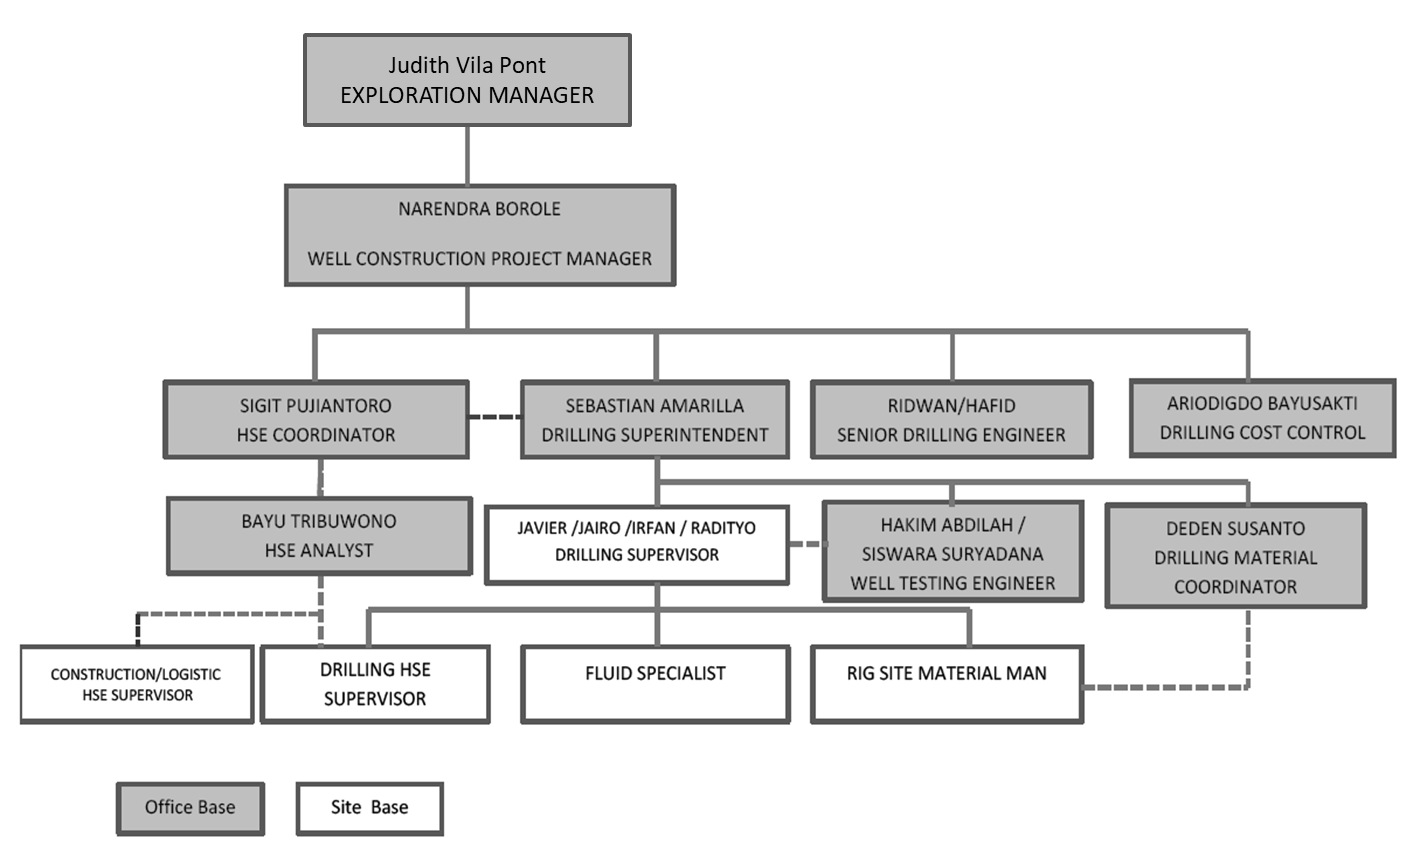 Judith Vila Pont
EXPLORATION MANAGER
NARENDRA BOROLE
WELL CONSTRUCTION PROJECT MANAGER
SIGIT PUJIANTORO
HSE COORDINATOR
SEBASTIAN AMARILLA
DRILLING SUPERINTENDENT
RIDWAN/HAFID
SENIOR DRILLING ENGINEER
ARIODIGDO BAYUSAKTI
DRILLING COST CONTROL
BAYU TRIBUWONO
HSE ANALYST
JAVIER /JAIRO /IRFAN / RADITYO
DRILLING SUPERVISOR
HAKIM ABDILAH /
SISWARA SURYADANA
WELL TESTING ENGINEER
DEDEN SUSANTO
DRILLING MATERIAL
COORDINATOR
CONSTRUCTION/LOGISTIC
HSE SUPERVISOR
DRILLING HSE
SUPERVISOR
FLUID SPECIALIST
RIG SITE MATERIAL MAN
Office Base
Site Base